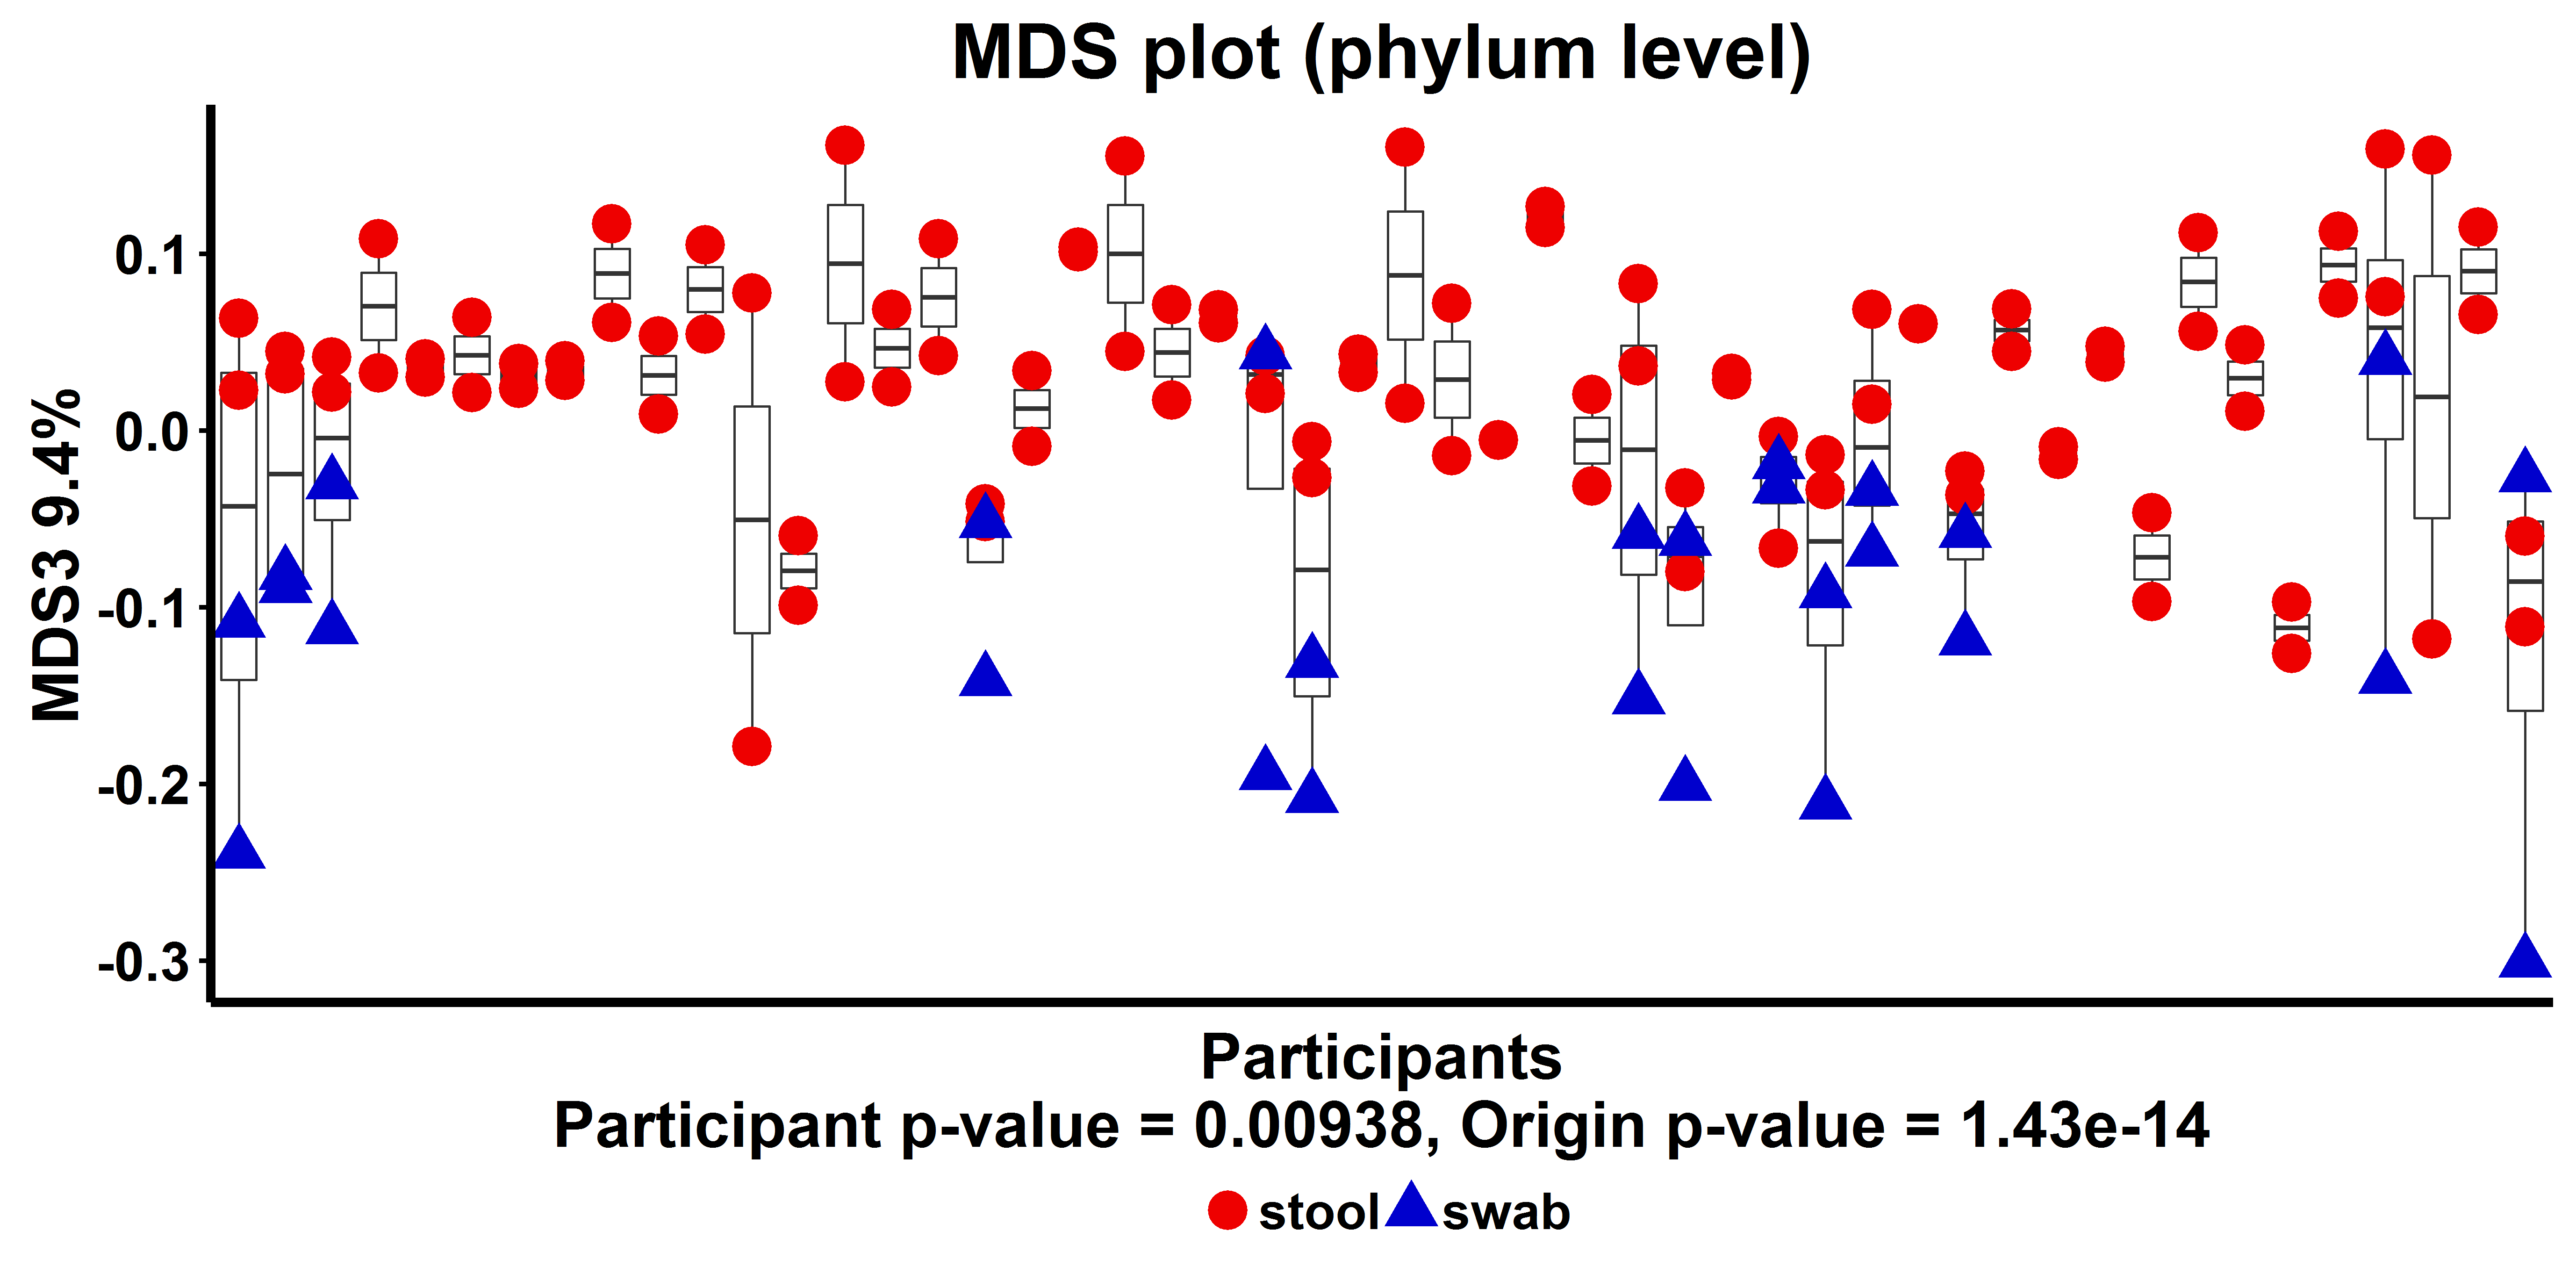 MDS plot (phylum level)
MDS3 9.4%
0.1
0.0
-0.1
-0.2
-0.3
Participants
Participant p-value = 0.00938, Origin p-value = 1.43e-14
stool swab